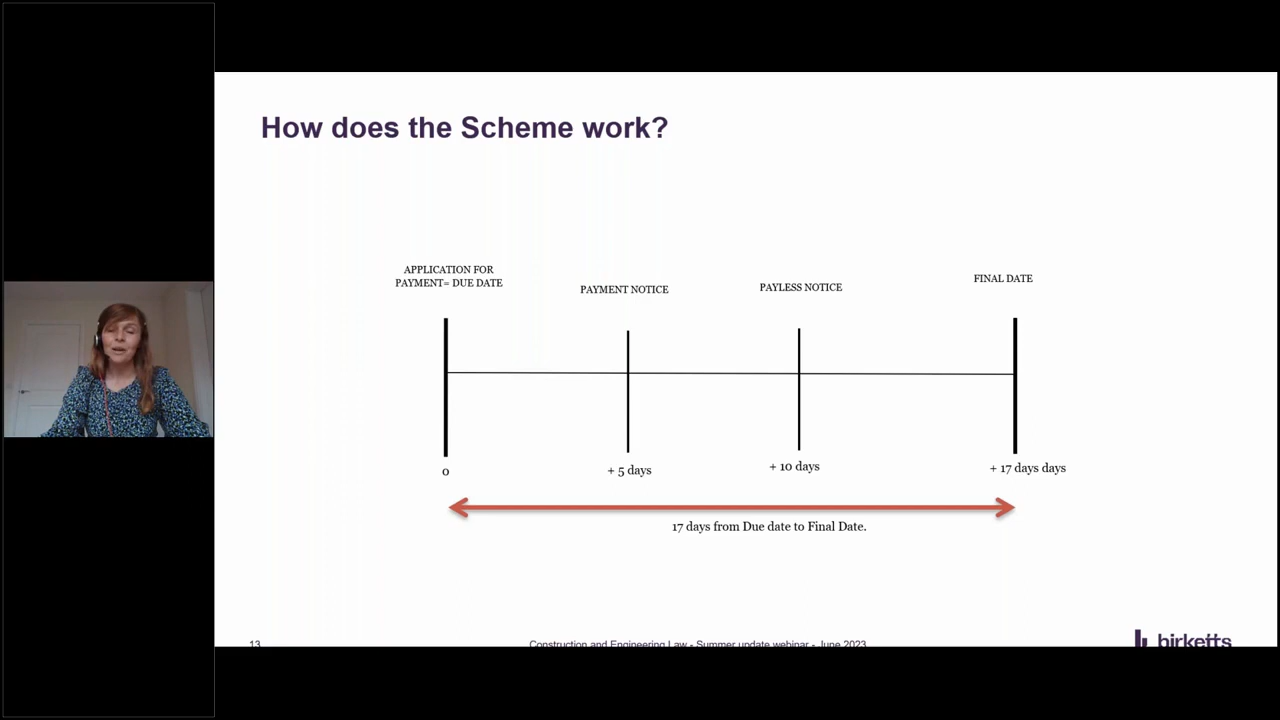 How does the Scheme work?
APPLICATION FOR
PAYMENT= DUE DATE
PAYMENT NOTICE
PAYLESS NOTICE
FINAL DATE
0
+ 5 days
+ 10 days
+ 17 days days
17 days from Due date to Final Date.
13
Construction and Engineering Law - Summer update webinar - June 2023
birketts